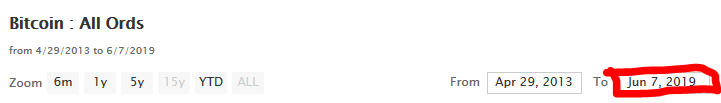 Bitcoin : All Ords
from 4/29/2013 to 6/7/2019
Zoom 6m 1y 5y 15y YTD ALL From Apr 29, 2013 To Jun 7, 2019